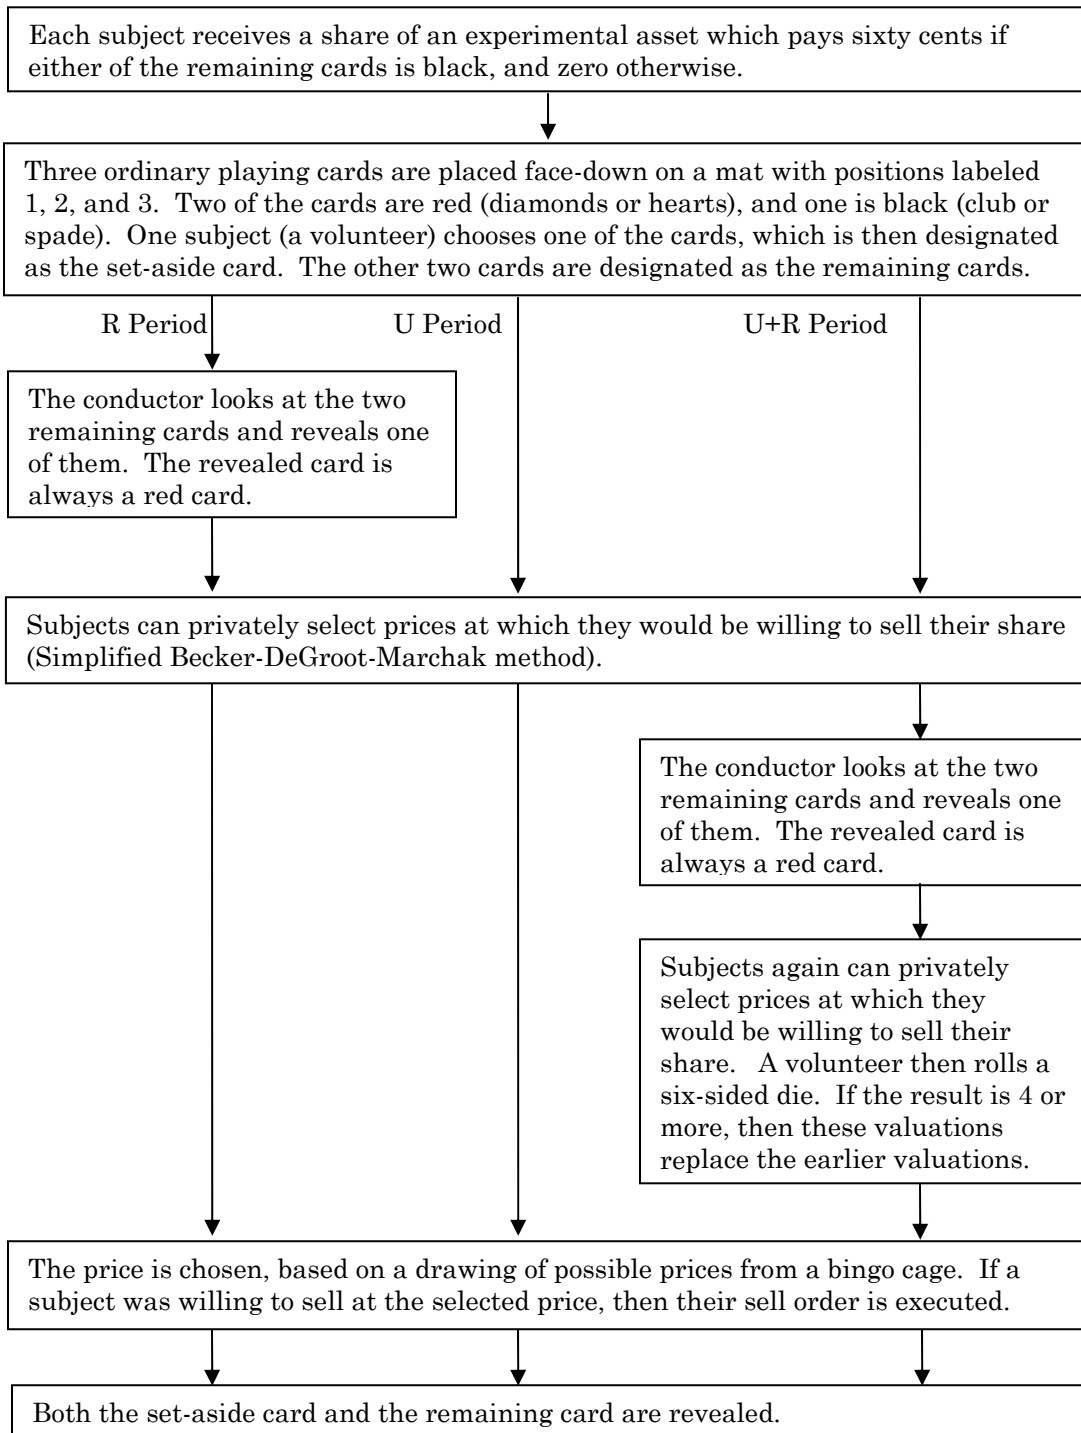 Each subject receives a share of an experimental asset which pays sixty cents if
either of the remaining cards is black, and zero otherwise.
Three ordinary playing cards are placed face-down on a mat with positions labeled
1, 2, and 3. Two of the cards are red (diamonds or hearts), and one is black (club or
spade). One subject (a volunteer) chooses one of the cards, which is then designated
as the set-aside card. The other two cards are designated as the remaining cards.
R Period
U Period
U+R Period
The conductor looks at the two
remaining cards and reveals one
of them. The revealed card is
always a red card.
Subjects can privately select prices at which they would be willing to sell their share
(Simplified Becker-DeGroot-Marchak method).
The conductor looks at the two
remaining cards and reveals one
of them. The revealed card is
always a red card.
Subjects again can privately
select prices at which they
would be willing to sell their
share. A volunteer then rolls a
six-sided die. If the result is 4 or
more, then these valuations
replace the earlier valuations.
The price is chosen, based on a drawing of possible prices from a bingo cage. If a
subject was willing to sell at the selected price, then their sell order is executed.
Both the set-aside card and the remaining card are revealed.